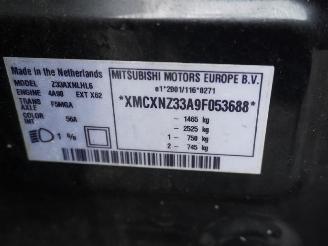 Made in the Netherlands
MODEL Z33AXNLHL6
ENGINE 4A90 EXT X62
TRANS AXLE F5MGA
COLOR INT 56A
1 %
MITSUBISHI MOTORS EUROPE B.V.
e1*2001/116*0271
*XMCXNZ33A9F053688*
- 1465 kg
- 2525 kg
1 - 750 kg
2 - 745 kg